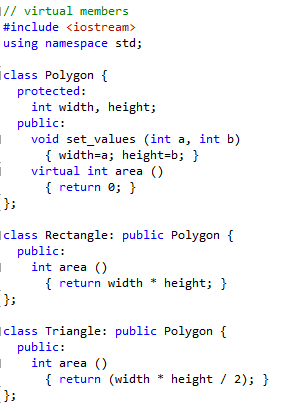 // virtual members
#include <iostream>
using namespace std;

class Polygon {
  protected:
    int width, height;
  public:
    void set_values (int a, int b)
      { width=a; height=b; }
    virtual int area ()
      { return 0; }
};

class Rectangle: public Polygon {
  public:
    int area ()
      { return width * height; }
};

class Triangle: public Polygon {
  public:
    int area ()
      { return (width * height / 2); }
};